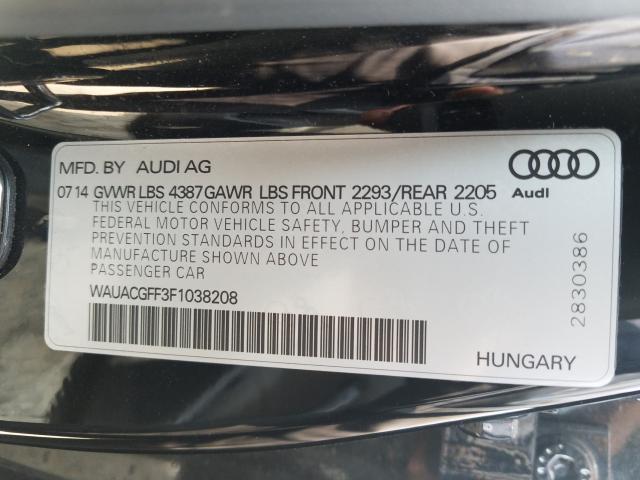 MFD. BY AUDI AG
07 14 GVWR LBS 4387 GAWR LBS FRONT 2293/REAR 2205
Audi
THIS VEHICLE CONFORMS TO ALL APPLICABLE U.S.
FEDERAL MOTOR VEHICLE SAFETY, BUMPER AND THEFT
PREVENTION STANDARDS IN EFFECT ON THE DATE OF
MANUFACTURE SHOWN ABOVE
PASSENGER CAR
WAUACGFF3F1038208
2830386
HUNGARY